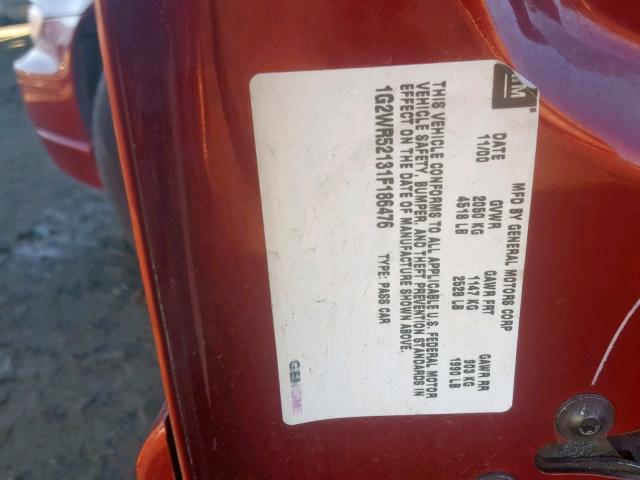 GM
MFD BY GENERAL MOTORS CORP
DATE GVWR GAWR FRT GAWR RR
11/00 2050 KG 1147 KG 903 KG
4518 LB 2528 LB 1990 LB
THIS VEHICLE CONFORMS TO ALL APPLICABLE U.S. FEDERAL MOTOR
VEHICLE SAFETY, BUMPER, AND THEFT PREVENTION STANDARDS IN
EFFECT ON THE DATE OF MANUFACTURE SHOWN ABOVE.
1G2WR52131F186476 TYPE: PASS CAR